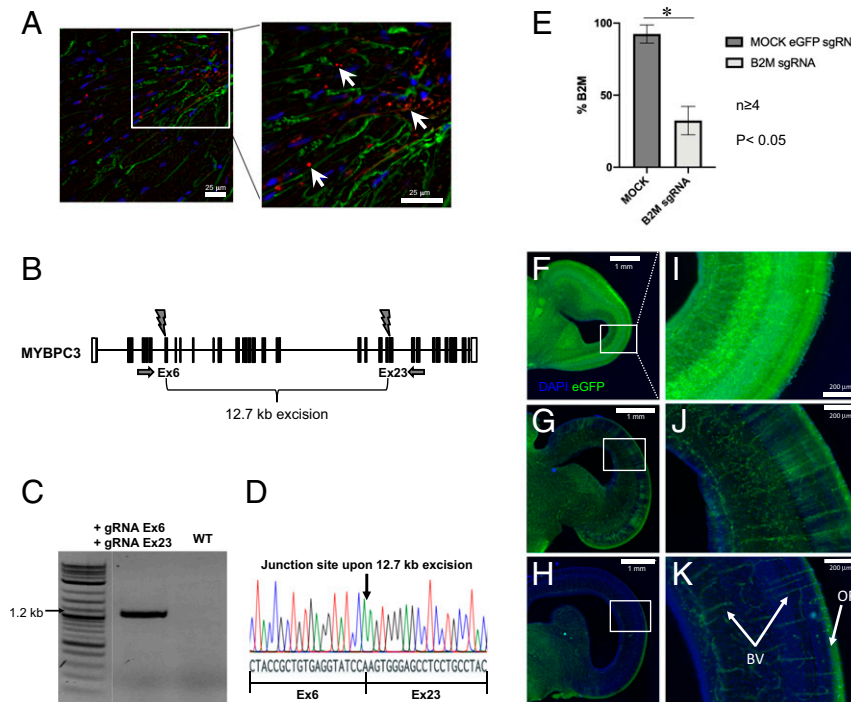 A
25 µm
25 µm
B
MYBPC3
Ex6
Ex23
12.7 kb excision
C
+ gRNA Ex6
+ gRNA Ex23
WT
1.2 kb
D
Junction site upon 12.7 kb excision
CTACCGCTGTGAGGTATCCAAGTGGGAGCCTCCTGCCTAC
Ex6
Ex23
E
*
100
50
0
% B2M
MOCK
B2M sgRNA
MOCK eGFP sgRN
B2M sgRNA
n≥4
P< 0.05
F
1 mm
DAPI eGFP
I
200 µm
G
1 mm
J
200 µm
H
1 mm
K
200 µm
BV